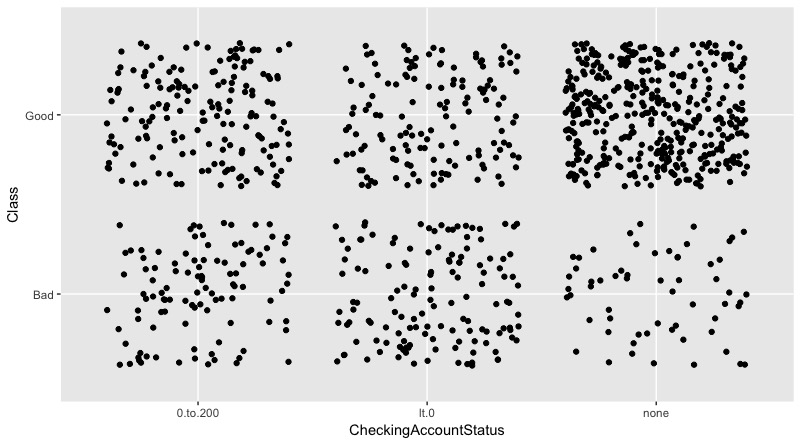 Class
Good
Bad
0.to.200
lt.0
none
CheckingAccountStatus